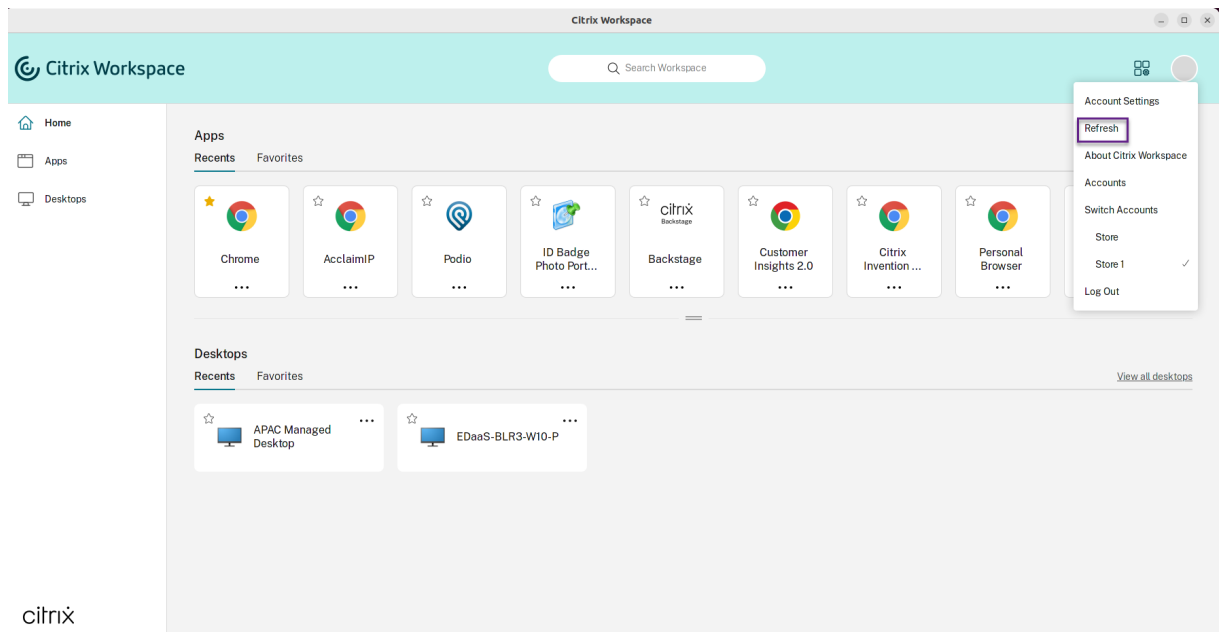 Citrix Workspace
Citrix Workspace
Search Workspace
Account Settings
Refresh
About Citrix Workspace
Accounts
Switch Accounts
Store
Store 1
Log Out
Home
Apps
Desktops
Apps
Recents Favorites
Chrome
AcclaimIP
Podio
ID Badge
Photo Port...
citrix
Backstage
Backstage
Customer
Insights 2.0
Citrix
Invention ...
Personal
Browser
Desktops
Recents Favorites
View all desktops
APAC Managed
Desktop
EDaaS-BLR3-W10-P
citrix